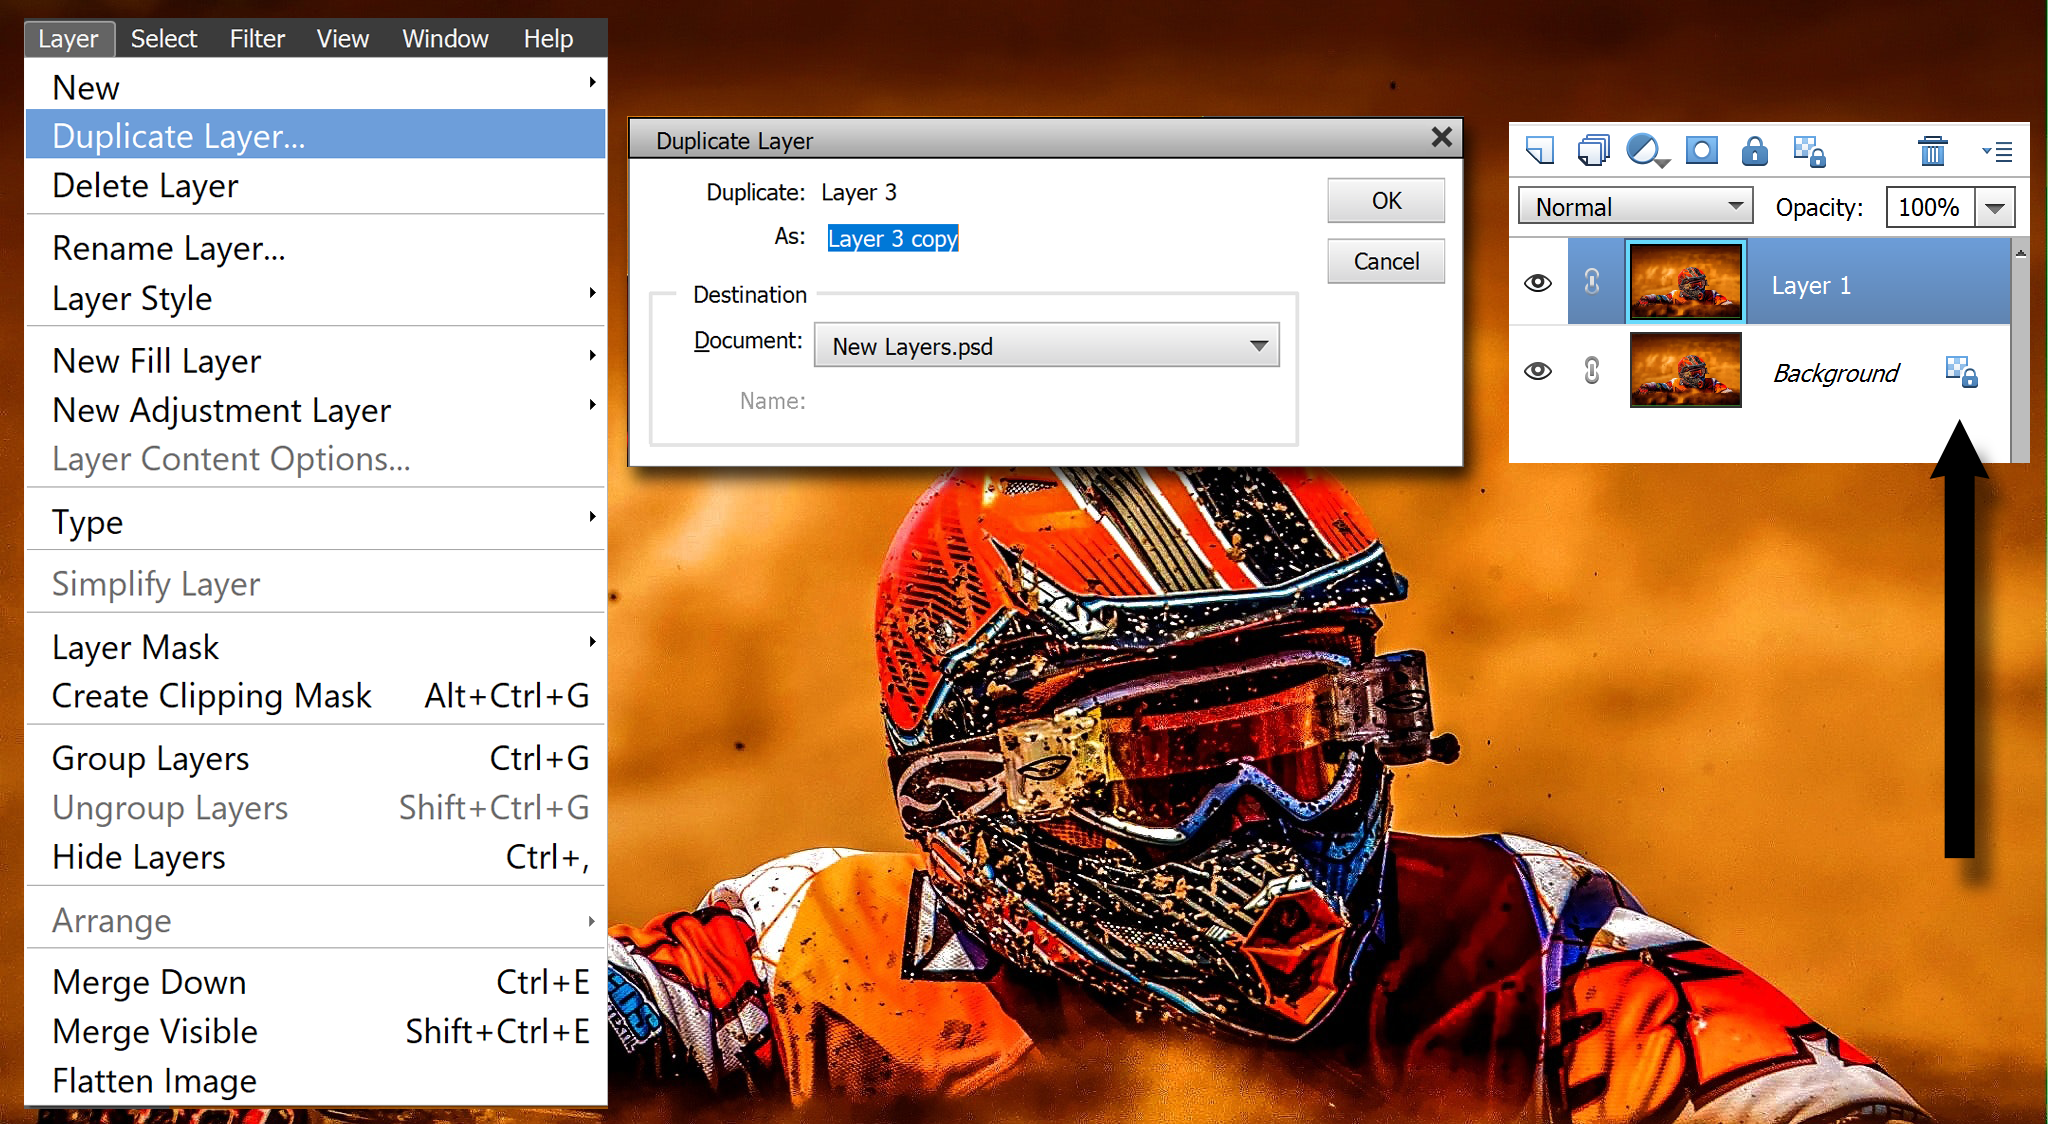 Layer Select Filter View Window Help
New
Duplicate Layer...
Delete Layer
Rename Layer...
Layer Style
New Fill Layer
New Adjustment Layer
Layer Content Options...
Type
Simplify Layer
Layer Mask
Create Clipping Mask Alt+Ctrl+G
Group Layers Ctrl+G
Ungroup Layers Shift+Ctrl+G
Hide Layers Ctrl+,
Arrange
Merge Down Ctrl+E
Merge Visible Shift+Ctrl+E
Flatten Image
Duplicate Layer
Duplicate: Layer 3
As: Layer 3 copy
OK
Cancel
Destination
Document: New Layers.psd
Name:
Normal Opacity: 100%
Layer 1
Background